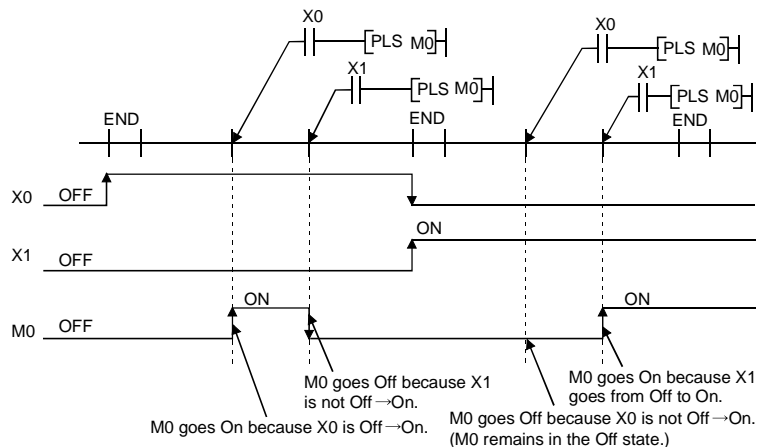 X0
[PLS M0]
X1
[PLS M0]
X0
[PLS M0]
X1
[PLS M0]
END
END
END
X0 OFF
ON
X1 OFF
ON
ON
M0 OFF
M0 goes Off because X1
is not Off→On.
M0 goes On because X1
goes from Off to On.
M0 goes On because X0 is Off→On.
M0 goes Off because X0 is not Off→On.
(M0 remains in the Off state.)